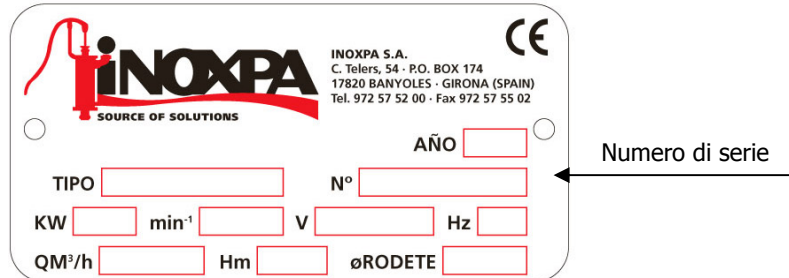 iNOXPA
SOURCE OF SOLUTIONS
INOXPA S.A.
C. Telers, 54 · P.O. BOX 174
17820 BANYOLES · GIRONA (SPAIN)
Tel. 972 57 52 00 · Fax 972 57 55 02
CE
AÑO
TIPO Nº
Numero di serie
KW min-1 V Hz
QM³/h Hm øRODETE